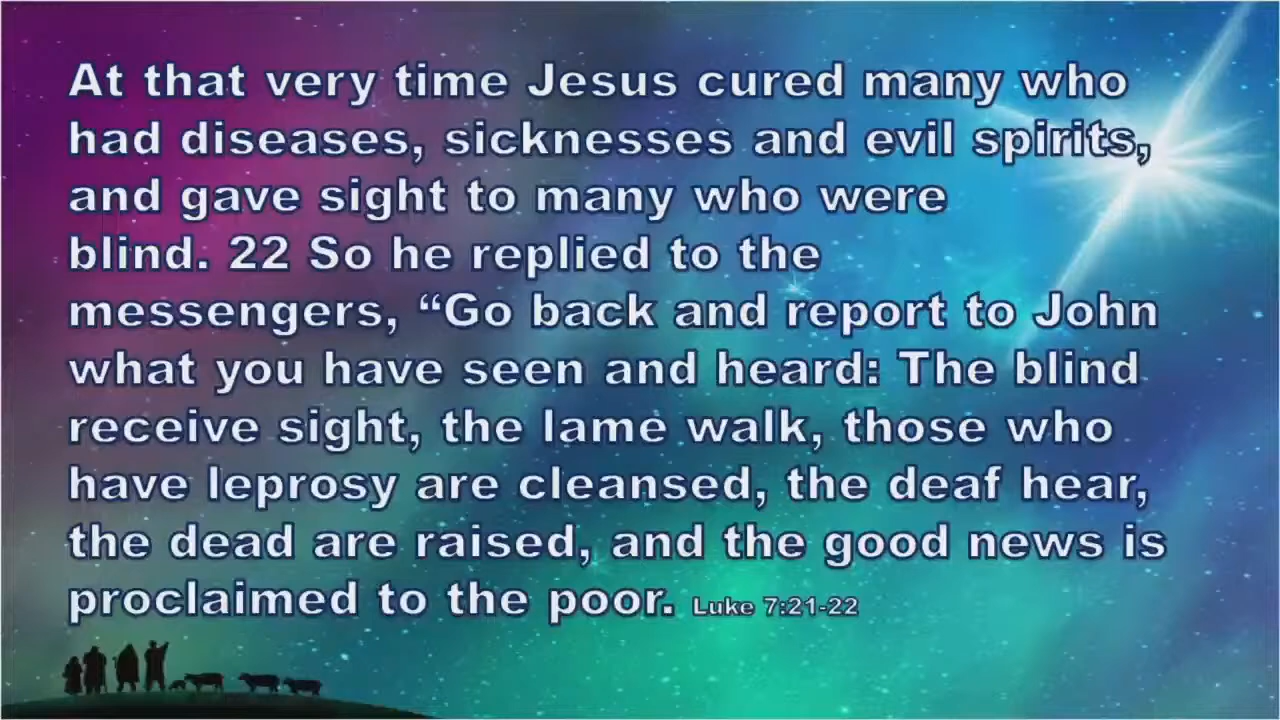 At that very time Jesus cured many who
had diseases, sicknesses and evil spirits,
and gave sight to many who were
blind. 22 So he replied to the
messengers, “Go back and report to John
what you have seen and heard: The blind
receive sight, the lame walk, those who
have leprosy are cleansed, the deaf hear,
the dead are raised, and the good news is
proclaimed to the poor. Luke 7:21-22